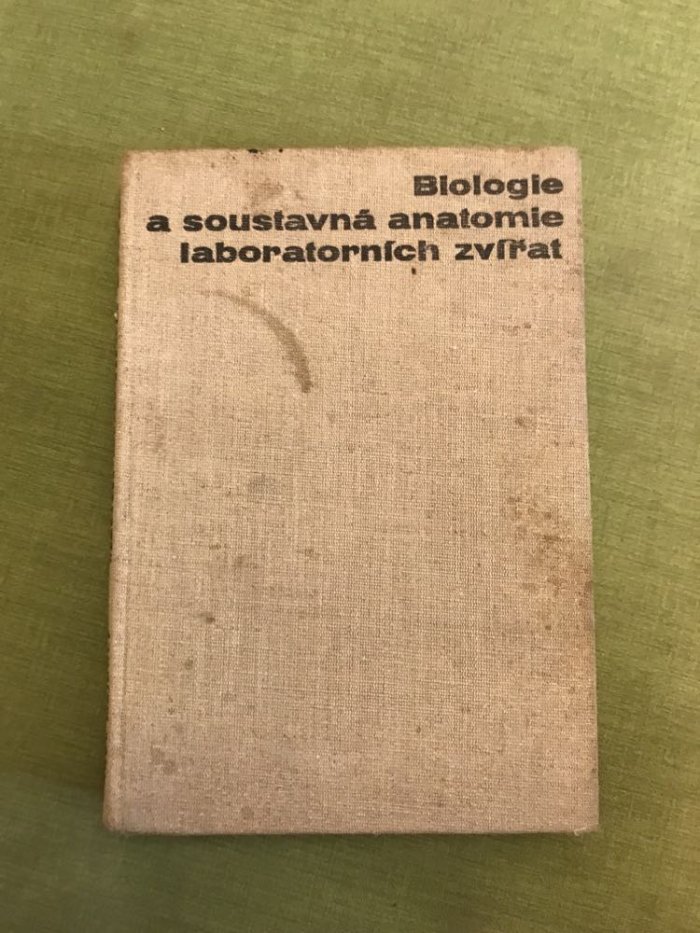 Biologie
a soustavná anatomie
laboratorních zvířat